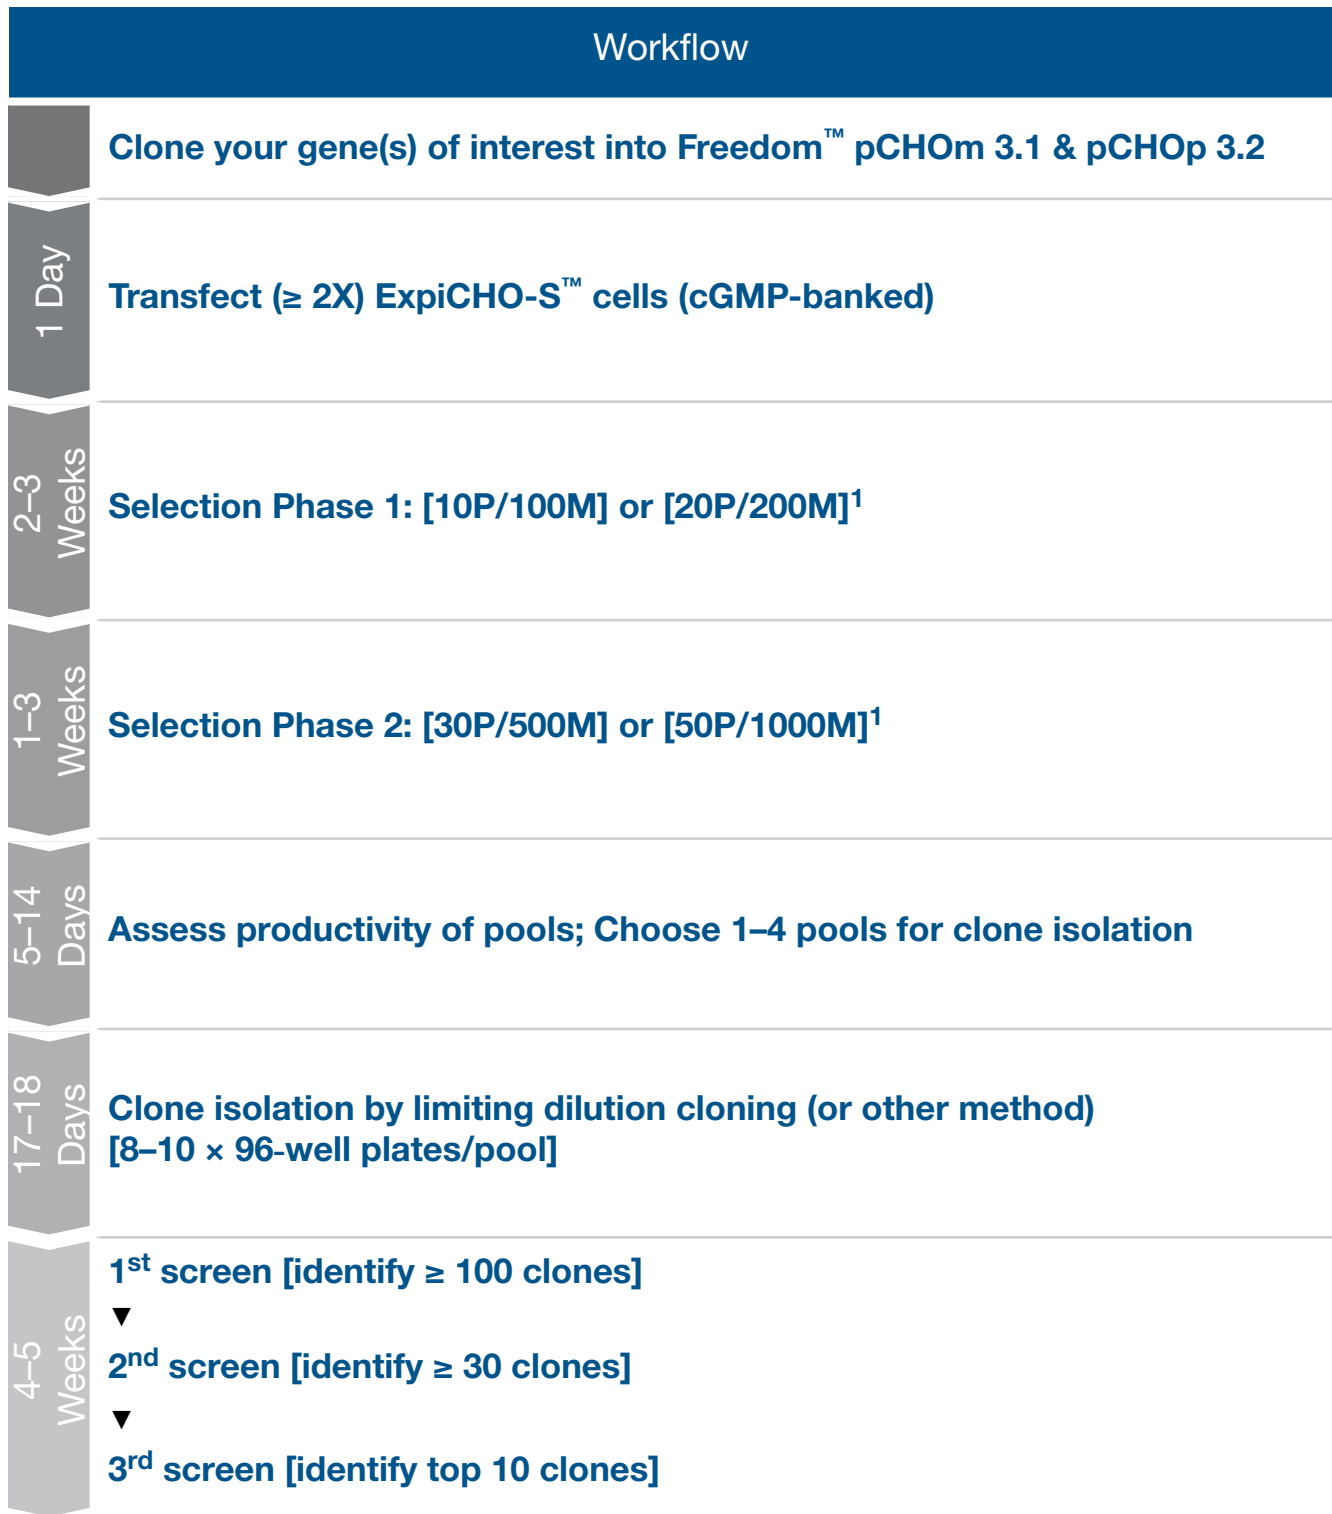 Workflow
Clone your gene(s) of interest into Freedom™ pCHOm 3.1 & pCHOp 3.2
1 Day
Transfect (≥ 2X) ExpiCHO-S™ cells (cGMP-banked)
2–3
Weeks
Selection Phase 1: [10P/100M] or [20P/200M]¹
1–3
Weeks
Selection Phase 2: [30P/500M] or [50P/1000M]¹
5–14
Days
Assess productivity of pools; Choose 1–4 pools for clone isolation
17–18
Days
Clone isolation by limiting dilution cloning (or other method)
[8–10 × 96-well plates/pool]
4–5
Weeks
1st screen [identify ≥ 100 clones]
▼
2nd screen [identify ≥ 30 clones]
▼
3rd screen [identify top 10 clones]